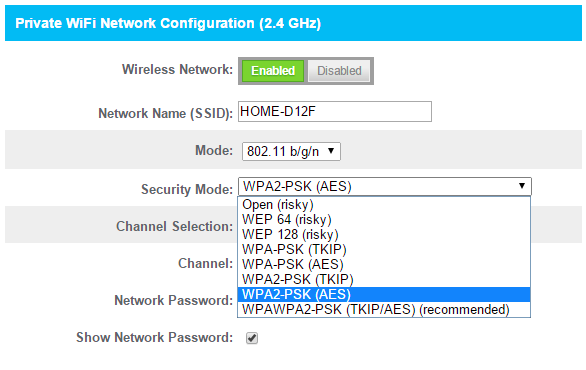 Private WiFi Network Configuration (2.4 GHz)
Wireless Network: Enabled Disabled
Network Name (SSID): HOME-D12F
Mode: 802.11 b/g/n
Security Mode: WPA2-PSK (AES)
Open (risky)
WEP 64 (risky)
Channel Selection: WEP 128 (risky)
WPA-PSK (TKIP)
Channel: WPA-PSK (AES)
WPA2-PSK (TKIP)
Network Password: WPA2-PSK (AES)
WPAWPA2-PSK (TKIP/AES) (recommended)
Show Network Password: